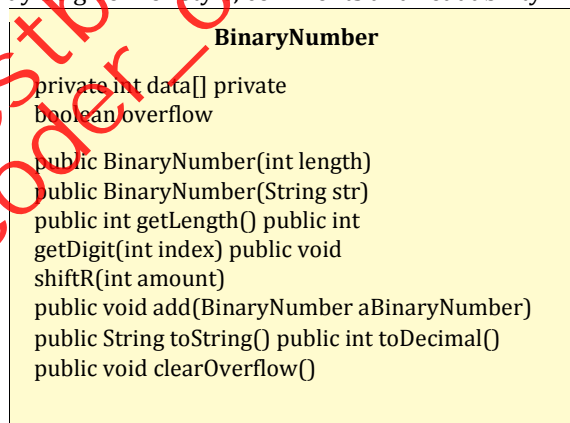 BinaryNumber
private int data[] private
boolean overflow
public BinaryNumber(int length)
public BinaryNumber(String str)
public int getLength() public int
getDigit(int index) public void
shiftR(int amount)
public void add(BinaryNumber aBinaryNumber)
public String toString() public int toDecimal()
public void clearOverflow()